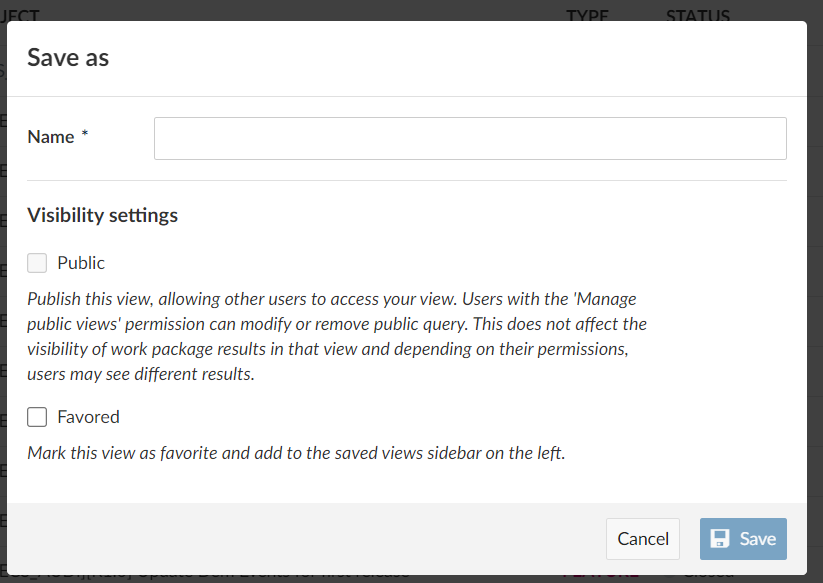 JECT TYPE STATUS
Save as
Name *
Visibility settings
Public
Publish this view, allowing other users to access your view. Users with the 'Manage
public views' permission can modify or remove public query. This does not affect the
visibility of work package results in that view and depending on their permissions,
users may see different results.
Favored
Mark this view as favorite and add to the saved views sidebar on the left.
Cancel Save